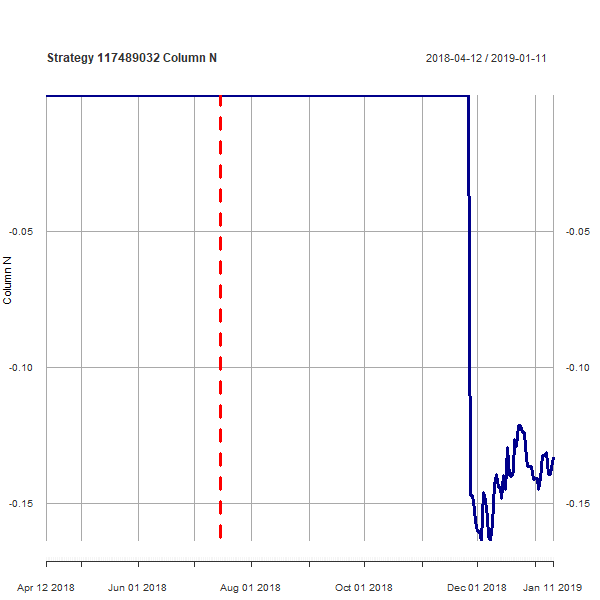 Strategy 117489032 Column N
2018-04-12 / 2019-01-11
-0.05
-0.05
Column N
-0.10
-0.10
-0.15
-0.15
Apr 12 2018
Jun 01 2018
Aug 01 2018
Oct 01 2018
Dec 01 2018
Jan 11 2019